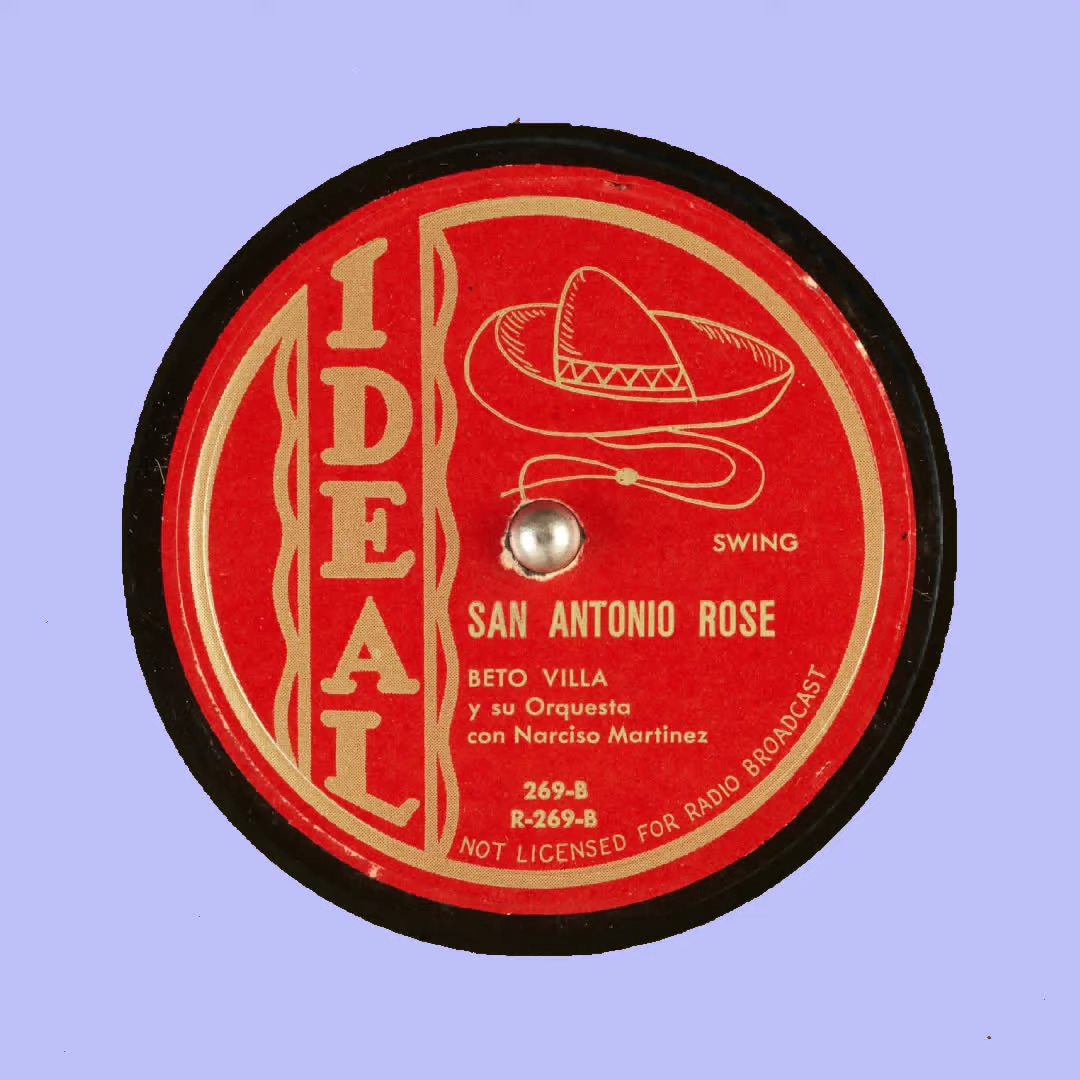 IDEAL
SWING
SAN ANTONIO ROSE
BETO VILLA
y su Orquesta
con Narciso Martinez
269-B
R-269-B
NOT LICENSED FOR RADIO BROADCAST